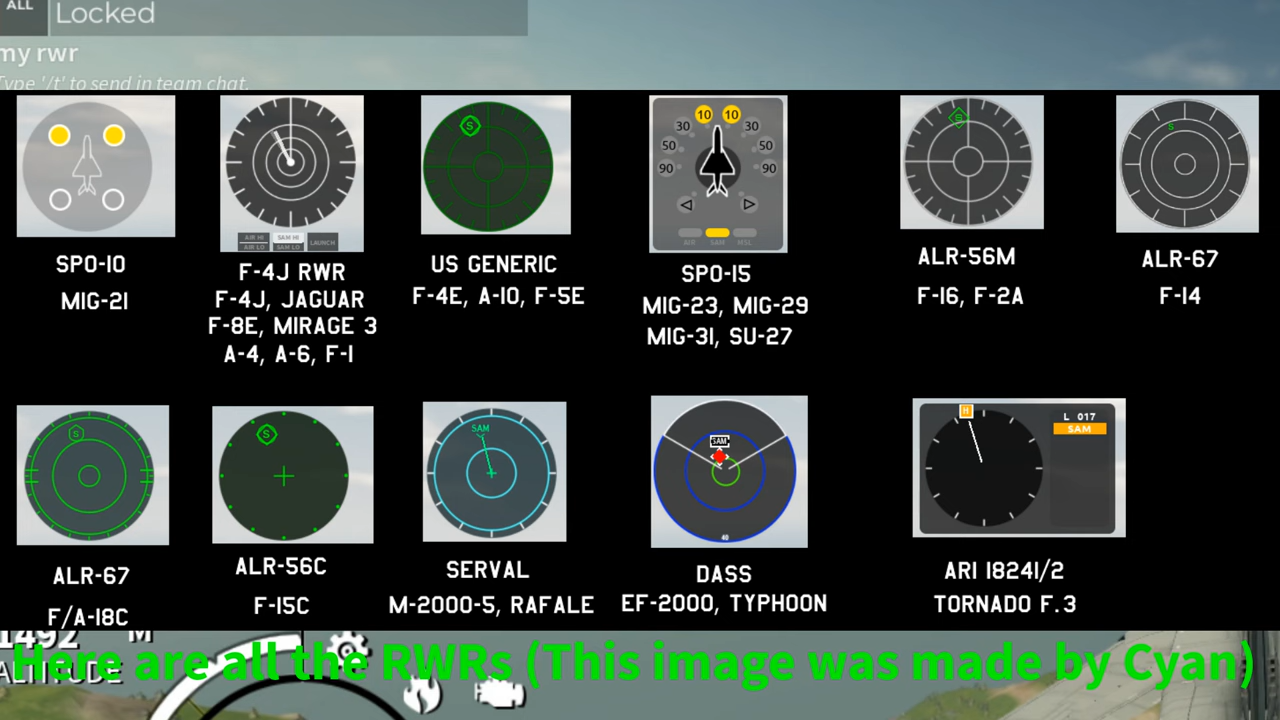 ALL
Locked
my rwr
Type '/t' to send in team chat.
S
10 10
30 30
50 50
90 90
AIR SAM MSL
S
S
AIR HI SAM HI LAUNCH
AIR LO SAM LO
SPO-10
MIG-21
F-4J RWR
F-4J, JAGUAR
F-8E, MIRAGE 3
A-4, A-6, F-1
US GENERIC
F-4E, A-10, F-5E
SPO-15
MIG-23, MIG-29
MIG-31, SU-27
ALR-56M
F-16, F-2A
ALR-67
F-14
S
S
SAM
SAM
40
H
L 017
SAM
ALR-67
F/A-18C
ALR-56C
F-15C
SERVAL
M-2000-5, RAFALE
DASS
EF-2000, TYPHOON
ARI 18241/2
TORNADO F.3
1492 M
ALTITUDE
Here are all the RWRs (This image was made by Cyan)